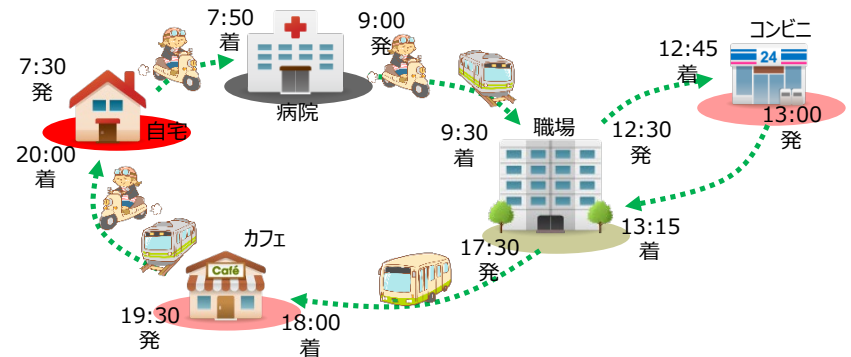 7:30
発
自宅
7:50
着
病院
9:00
発
9:30
着
職場
12:30
発
12:45
着
コンビニ
24
13:00
発
13:15
着
17:30
発
18:00
着
カフェ
Café
19:30
発
20:00
着